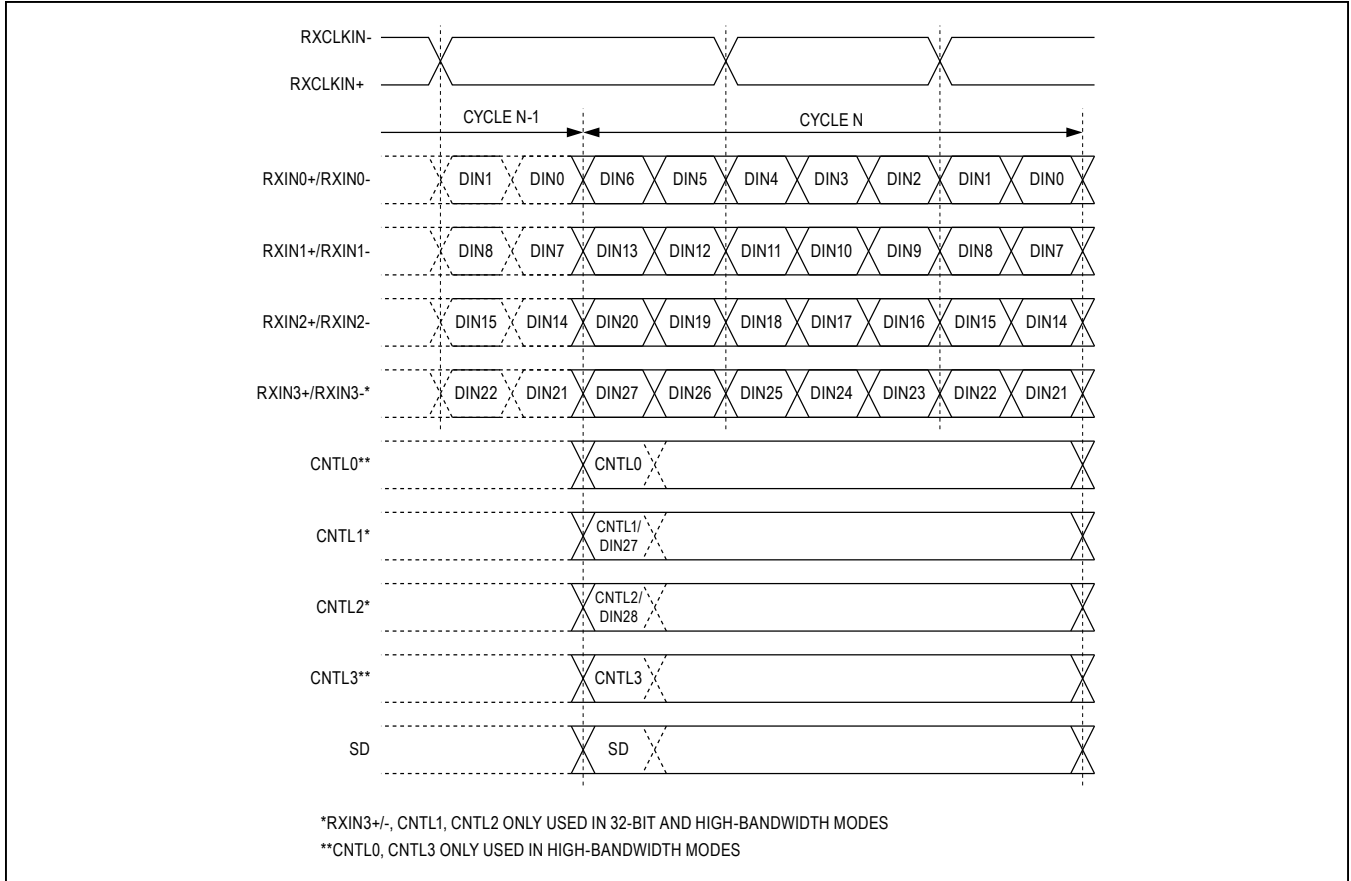 RXCLKIN-
RXCLKIN+
CYCLE N-1 CYCLE N
RXIN0+/RXIN0- DIN1 DIN0 DIN6 DIN5 DIN4 DIN3 DIN2 DIN1 DIN0
RXIN1+/RXIN1- DIN8 DIN7 DIN13 DIN12 DIN11 DIN10 DIN9 DIN8 DIN7
RXIN2+/RXIN2- DIN15 DIN14 DIN20 DIN19 DIN18 DIN17 DIN16 DIN15 DIN14
RXIN3+/RXIN3-* DIN22 DIN21 DIN27 DIN26 DIN25 DIN24 DIN23 DIN22 DIN21
CNTL0** CNTL0
CNTL1* CNTL1/
DIN27
CNTL2* CNTL2/
DIN28
CNTL3** CNTL3
SD SD
*RXIN3+/-, CNTL1, CNTL2 ONLY USED IN 32-BIT AND HIGH-BANDWIDTH MODES
**CNTL0, CNTL3 ONLY USED IN HIGH-BANDWIDTH MODES